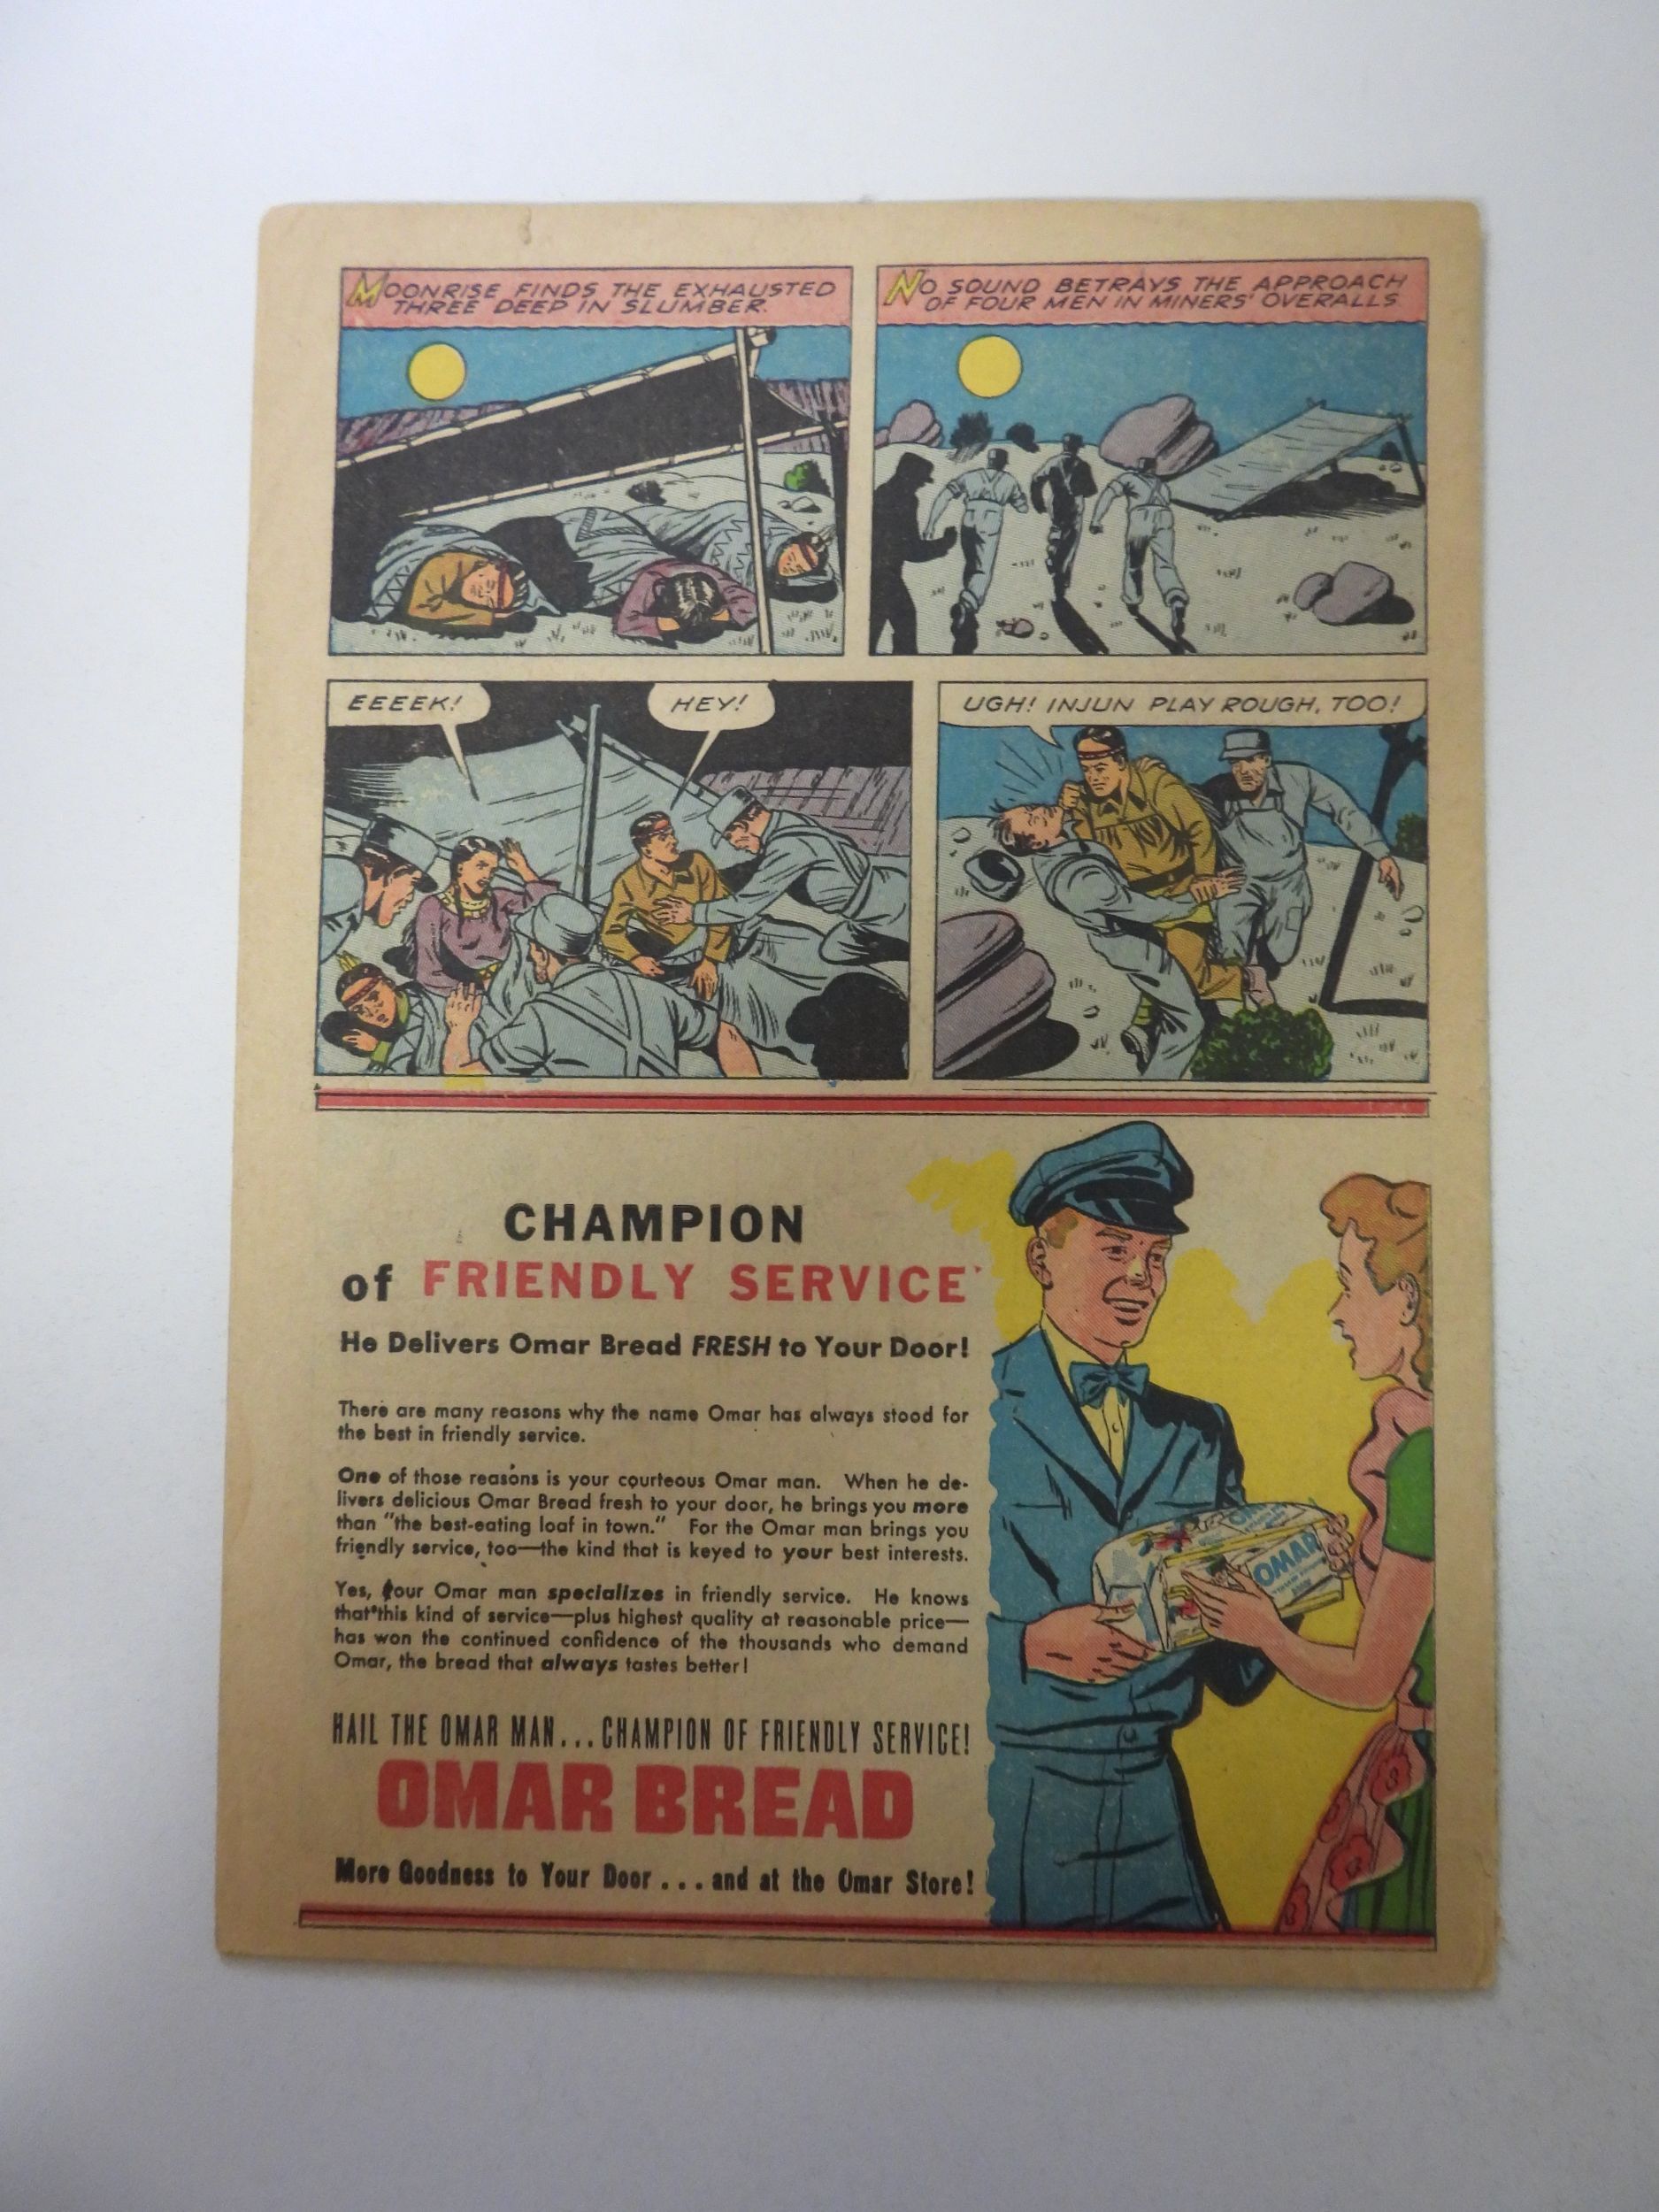 MOONRISE FINDS THE EXHAUSTED
THREE DEEP IN SLUMBER.
NO SOUND BETRAYS THE APPROACH
OF FOUR MEN IN MINERS' OVERALLS
EEEEK!
HEY!
UGH! INJUN PLAY ROUGH, TOO!
CHAMPION
of FRIENDLY SERVICE
He Delivers Omar Bread FRESH to Your Door!
There are many reasons why the name Omar has always stood for
the best in friendly service.
One of those reasons is your courteous Omar man. When he de-
livers delicious Omar Bread fresh to your door, he brings you more
than "the best-eating loaf in town." For the Omar man brings you
friendly service, too—the kind that is keyed to your best interests.
Yes, your Omar man specializes in friendly service. He knows
that this kind of service—plus highest quality at reasonable price—
has won the continued confidence of the thousands who demand
Omar, the bread that always tastes better!
HAIL THE OMAR MAN...CHAMPION OF FRIENDLY SERVICE!
OMAR BREAD
More Goodness to Your Door...and at the Omar Store!
OMAR